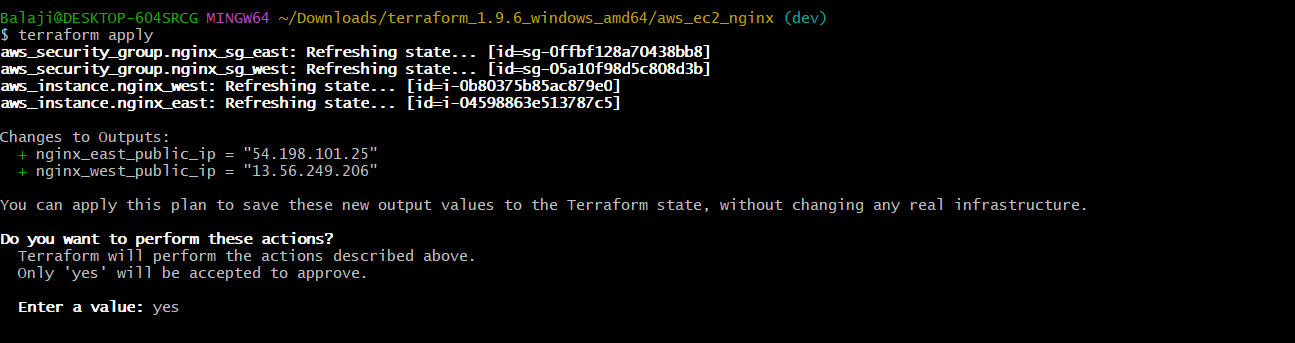 Balaji@DESKTOP-6O4SRCG MINGW64 ~/Downloads/terraform_1.9.6_windows_amd64/aws_ec2_nginx (dev)
$ terraform apply
aws_security_group.nginx_sg_east: Refreshing state... [id=sg-0ffbf128a70438bb8]
aws_security_group.nginx_sg_west: Refreshing state... [id=sg-05a10f98d5c808d3b]
aws_instance.nginx_west: Refreshing state... [id=i-0b80375b85ac879e0]
aws_instance.nginx_east: Refreshing state... [id=i-04598863e513787c5]
Changes to Outputs:
+ nginx_east_public_ip = "54.198.101.25"
+ nginx_west_public_ip = "13.56.249.206"
You can apply this plan to save these new output values to the Terraform state, without changing any real infrastructure.
Do you want to perform these actions?
Terraform will perform the actions described above.
Only 'yes' will be accepted to approve.
Enter a value: yes